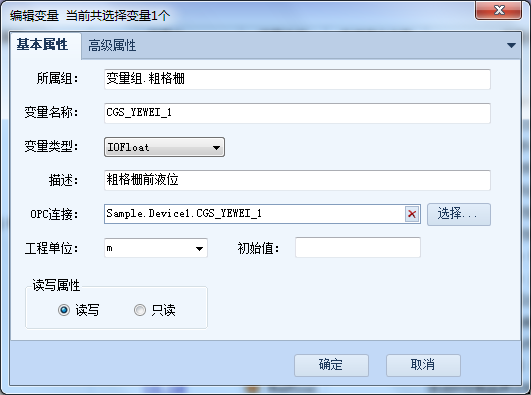 编辑变量 当前共选择变量1个
基本属性 高级属性
所属组: 变量组.粗格栅
变量名称: CGS_YEWEI_1
变量类型: IOFloat
描述: 粗格栅前液位
OPC连接: Sample.Device1.CGS_YEWEI_1 选择...
工程单位: m 初始值:
读写属性
读写 只读
确定 取消